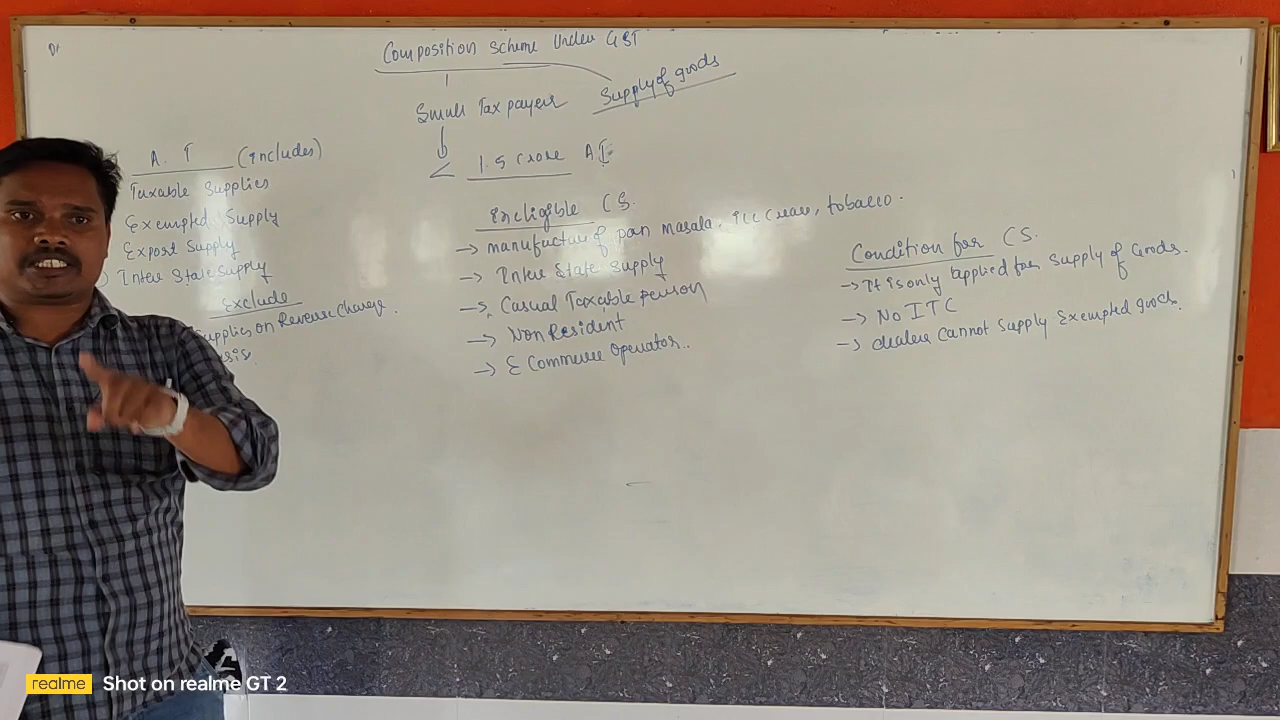 Composition Scheme Under GST
Supply of goods
Small Tax payers
< 1.5 Crore A.T
A. T (includes)
Taxable Supplies
Exempted Supply
Export Supply
Inter State Supply
Exclude
Supplies on Reverse Charge.
Ineligible CS.
→ manufactur of pan masala, ice cream, tobacco.
→ Inter State Supply
→ Casual Taxable person
→ Non Resident
→ E Commerce Operator..
Condition for CS.
→ It is only applied for Supply of Goods.
→ No ITC
→ dealer Cannot Supply Exempted goods.
realme Shot on realme GT 2